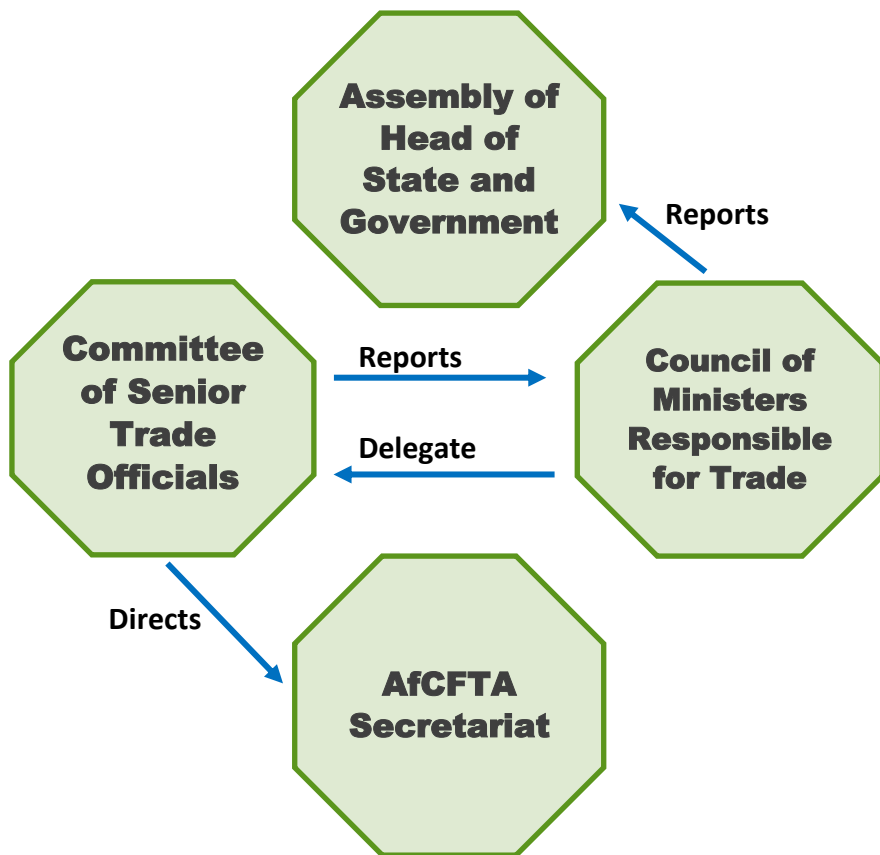 Assembly of
Head of
State and
Government
Reports
Committee
of Senior
Trade
Officials
Reports
Delegate
Council of
Ministers
Responsible
for Trade
Directs
AfCFTA
Secretariat